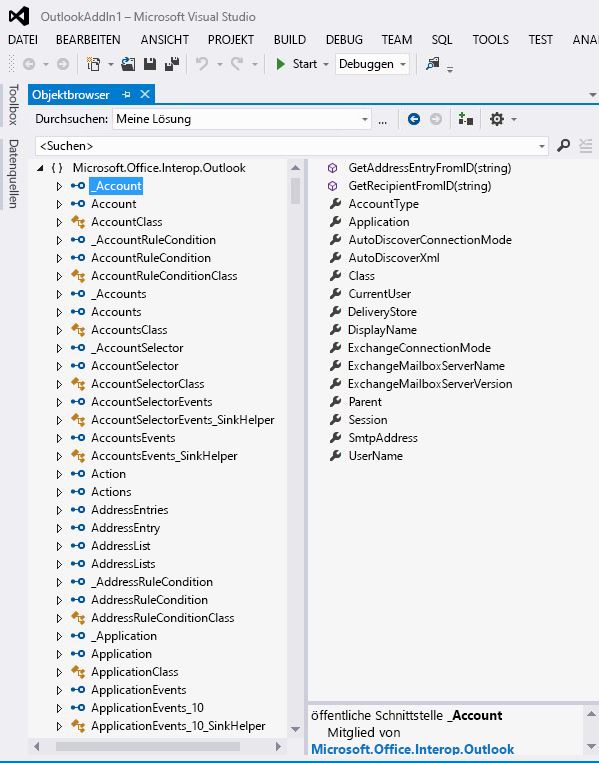 OutlookAddIn1 – Microsoft Visual Studio
DATEI BEARBEITEN ANSICHT PROJEKT BUILD DEBUG TEAM SQL TOOLS TEST ANA
Start Debuggen
Toolbox
Datenquellen
Objektbrowser
Durchsuchen: Meine Lösung ...
<Suchen>
{ } Microsoft.Office.Interop.Outlook
_Account
Account
AccountClass
_AccountRuleCondition
AccountRuleCondition
AccountRuleConditionClass
_Accounts
Accounts
AccountsClass
_AccountSelector
AccountSelector
AccountSelectorClass
AccountSelectorEvents
AccountSelectorEvents_SinkHelper
AccountsEvents
AccountsEvents_SinkHelper
Action
Actions
AddressEntries
AddressEntry
AddressList
AddressLists
_AddressRuleCondition
AddressRuleCondition
AddressRuleConditionClass
_Application
Application
ApplicationClass
ApplicationEvents
ApplicationEvents_10
ApplicationEvents_10_SinkHelper
GetAddressEntryFromID(string)
GetRecipientFromID(string)
AccountType
Application
AutoDiscoverConnectionMode
AutoDiscoverXml
Class
CurrentUser
DeliveryStore
DisplayName
ExchangeConnectionMode
ExchangeMailboxServerName
ExchangeMailboxServerVersion
Parent
Session
SmtpAddress
UserName
öffentliche Schnittstelle _Account
Mitglied von
Microsoft.Office.Interop.Outlook